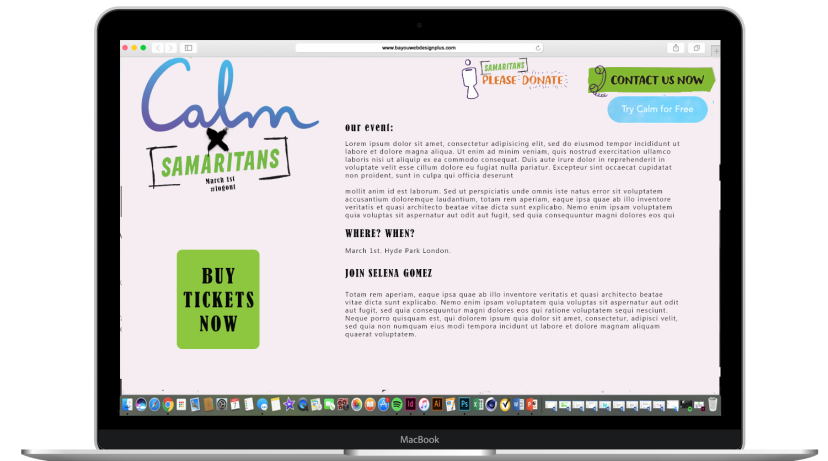 www.bayouwebdesignplus.com
Calm
SAMARITANS
March 1st
#logout
SAMARITANS
PLEASE DONATE
CONTACT US NOW
Try Calm for Free
our event:
Lorem ipsum dolor sit amet, consectetur adipisicing elit, sed do eiusmod tempor incididunt ut
labore et dolore magna aliqua. Ut enim ad minim veniam, quis nostrud exercitation ullamco
laboris nisi ut aliquip ex ea commodo consequat. Duis aute irure dolor in reprehenderit in
voluptate velit esse cillum dolore eu fugiat nulla pariatur. Excepteur sint occaecat cupidatat
non proident, sunt in culpa qui officia deserunt
mollit anim id est laborum. Sed ut perspiciatis unde omnis iste natus error sit voluptatem
accusantium doloremque laudantium, totam rem aperiam, eaque ipsa quae ab illo inventore
veritatis et quasi architecto beatae vitae dicta sunt explicabo. Nemo enim ipsam voluptatem
quia voluptas sit aspernatur aut odit aut fugit, sed quia consequuntur magni dolores eos qui
WHERE? WHEN?
March 1st. Hyde Park London.
JOIN SELENA GOMEZ
Totam rem aperiam, eaque ipsa quae ab illo inventore veritatis et quasi architecto beatae
vitae dicta sunt explicabo. Nemo enim ipsam voluptatem quia voluptas sit aspernatur aut odit
aut fugit, sed quia consequuntur magni dolores eos qui ratione voluptatem sequi nesciunt.
Neque porro quisquam est, qui dolorem ipsum quia dolor sit amet, consectetur, adipisci velit,
sed quia non numquam eius modi tempora incidunt ut labore et dolore magnam aliquam
quaerat voluptatem.
BUY
TICKETS
NOW
MacBook